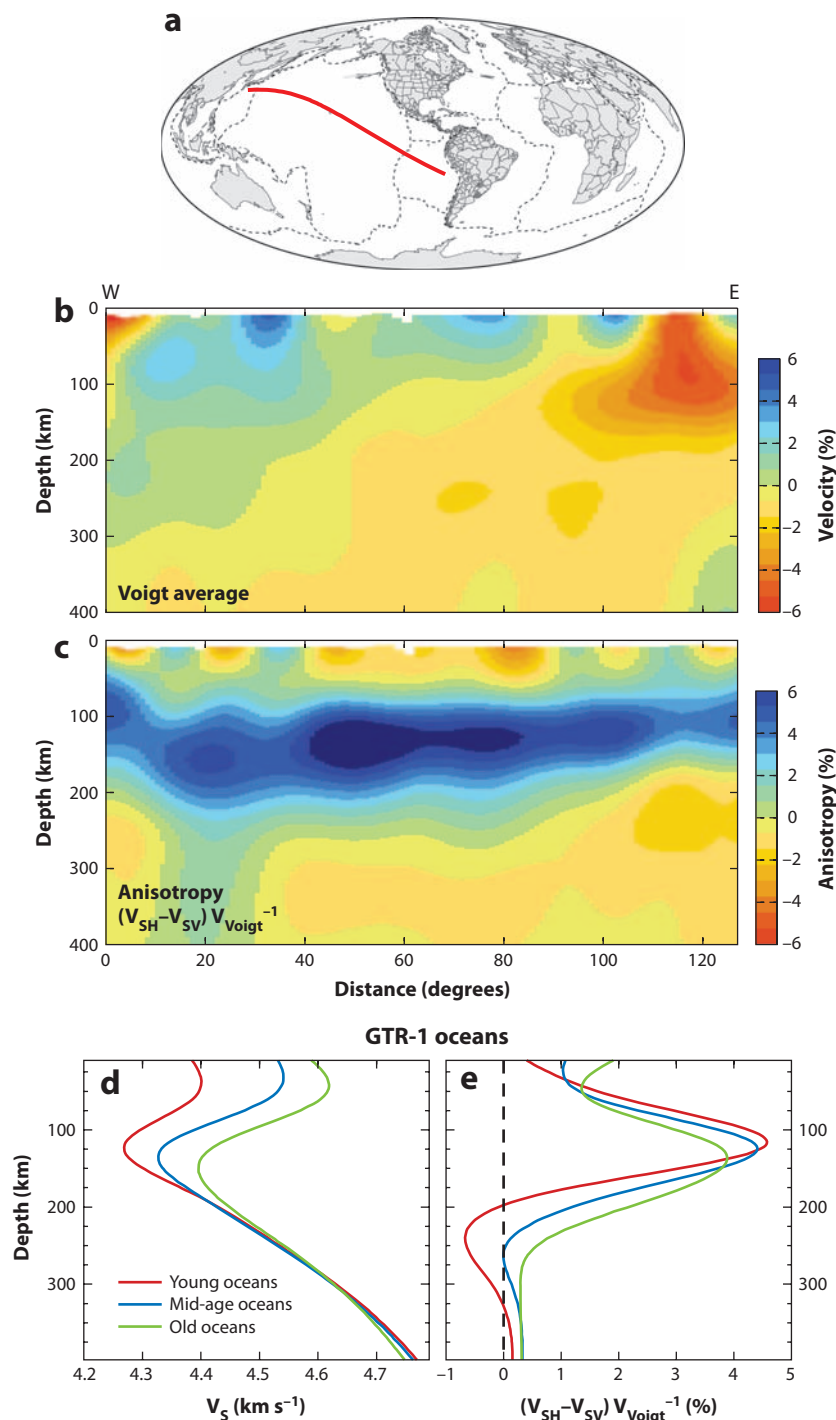 a
W E
b
0
100
200
300
400
Depth (km)
Voigt average
6
4
2
0
–2
–4
–6
Velocity (%)
c
0
100
200
300
400
Depth (km)
Anisotropy
(VSH–VSV) VVoigt–1
6
4
2
0
–2
–4
–6
Anisotropy (%)
0 20 40 60 80 100 120
Distance (degrees)
GTR-1 oceans
d
100
200
300
Depth (km)
Young oceans
Mid-age oceans
Old oceans
4.2 4.3 4.4 4.5 4.6 4.7
VS (km s–1)
e
100
200
300
–1 0 1 2 3 4 5
(VSH–VSV) VVoigt–1 (%)
Depth (km)